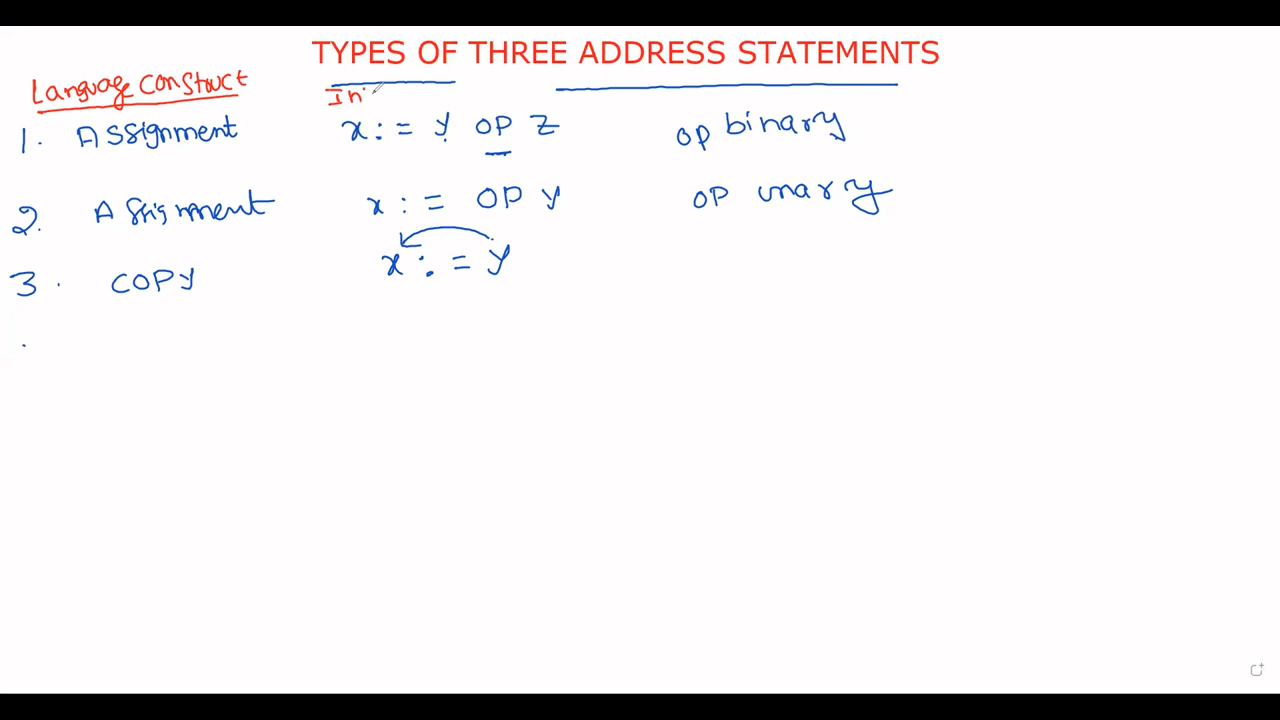 TYPES OF THREE ADDRESS STATEMENTS
Language Construct In
1. Assignment x := y OP Z OP binary
2. Assignment x := OP y OP unary
3. COPY x := y